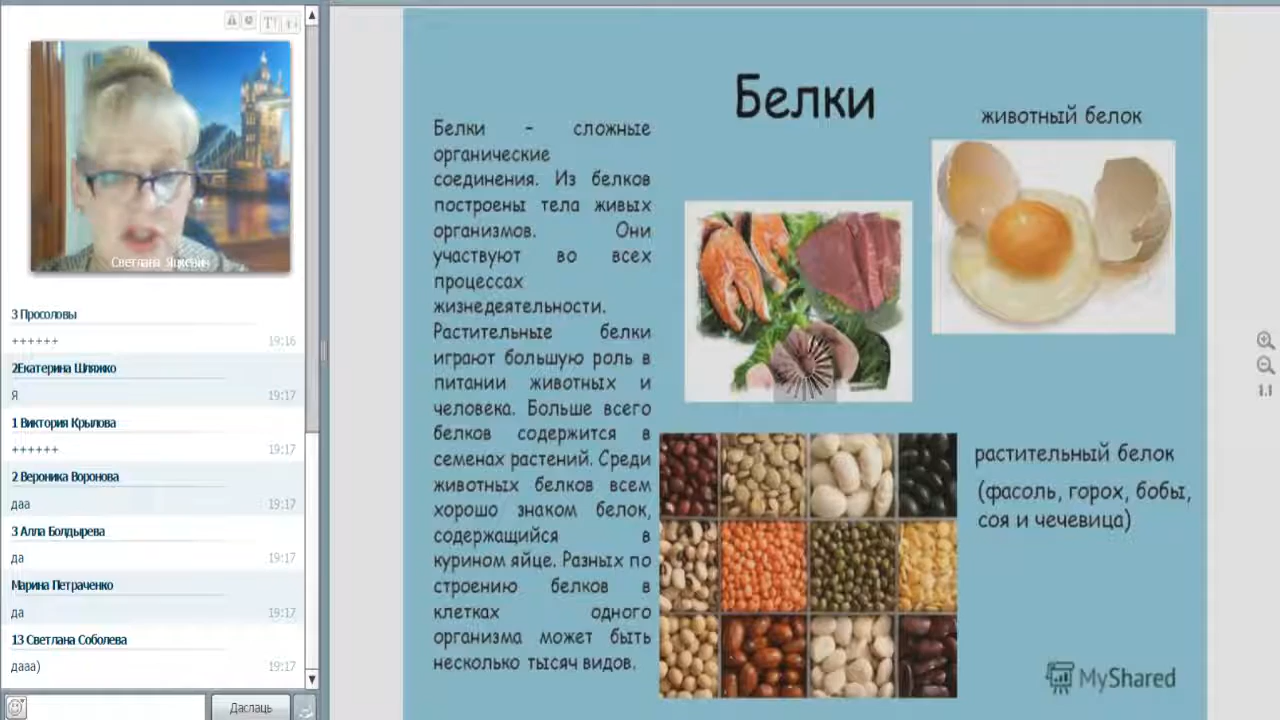 Светлана Яцкевич
3 Просоловы
++++++ 19:16
2Екатерина Шляжко
Я 19:17
1 Виктория Крылова
++++++ 19:17
2 Вероника Воронова
даа 19:17
3 Алла Болдырева
да 19:17
Марина Петраченко
да 19:17
13 Светлана Соболева
дааа) 19:17
Даслаць
Белки
Белки - сложные
органические
соединения. Из белков
построены тела живых
организмов. Они
участвуют во всех
процессах
жизнедеятельности.
Растительные белки
играют большую роль в
питании животных и
человека. Больше всего
белков содержится в
семенах растений. Среди
животных белков всем
хорошо знаком белок,
содержащийся в
курином яйце. Разных по
строению белков в
клетках одного
организма может быть
несколько тысяч видов.
животный белок
растительный белок
(фасоль, горох, бобы,
соя и чечевица)
MyShared
1:1